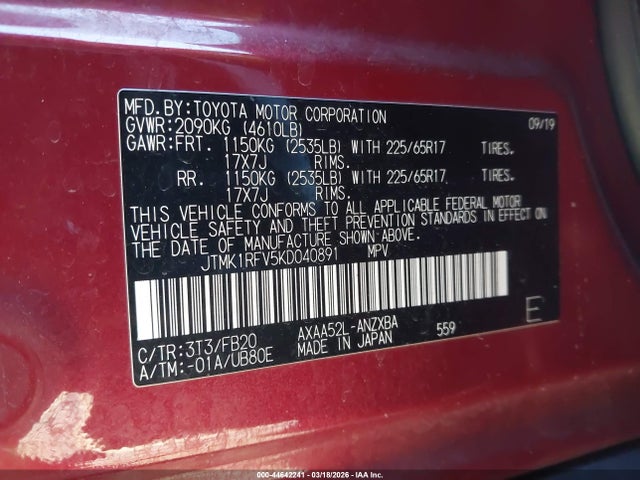 MFD.BY:TOYOTA MOTOR CORPORATION 09/19
GVWR:2090KG (4610LB)
GAWR:FRT. 1150KG (2535LB) WITH 225/65R17 TIRES.
17X7J RIMS.
RR. 1150KG (2535LB) WITH 225/65R17 TIRES.
17X7J RIMS.
THIS VEHICLE CONFORMS TO ALL APPLICABLE FEDERAL MOTOR
VEHICLE SAFETY AND THEFT PREVENTION STANDARDS IN EFFECT ON
THE DATE OF MANUFACTURE SHOWN ABOVE.
JTMK1RFV5KD040891 MPV
C/TR:3T3/FB20 AXAA52L-ANZXBA 559 E
A/TM:-01A/UB80E MADE IN JAPAN
000-44642241 - 03/18/2026 - IAA Inc.